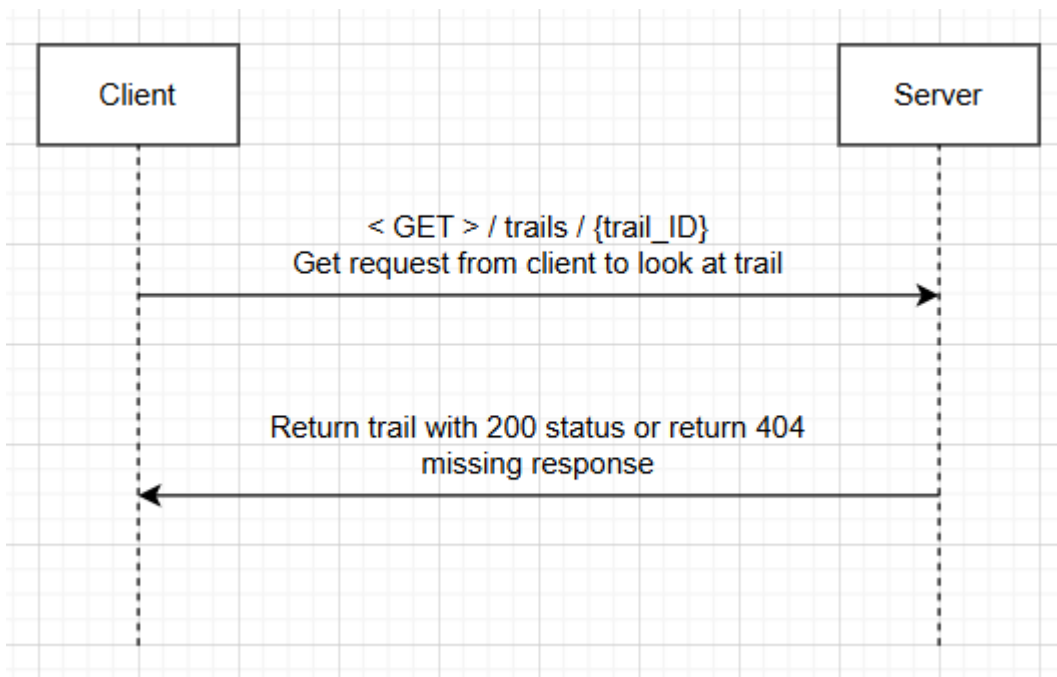 Client
Server
< GET > / trails / {trail_ID}
Get request from client to look at trail
Return trail with 200 status or return 404
missing response